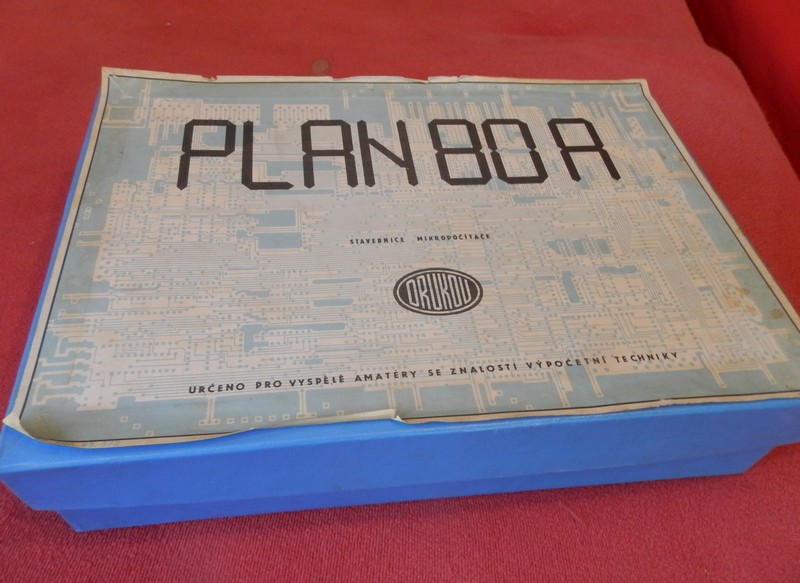 PLAN 80 A
STAVEBNICE MIKROPOČÍTAČE
DRUKOV
URČENO PRO VYSPĚLÉ AMATÉRY SE ZNALOSTÍ VÝPOČETNÍ TECHNIKY